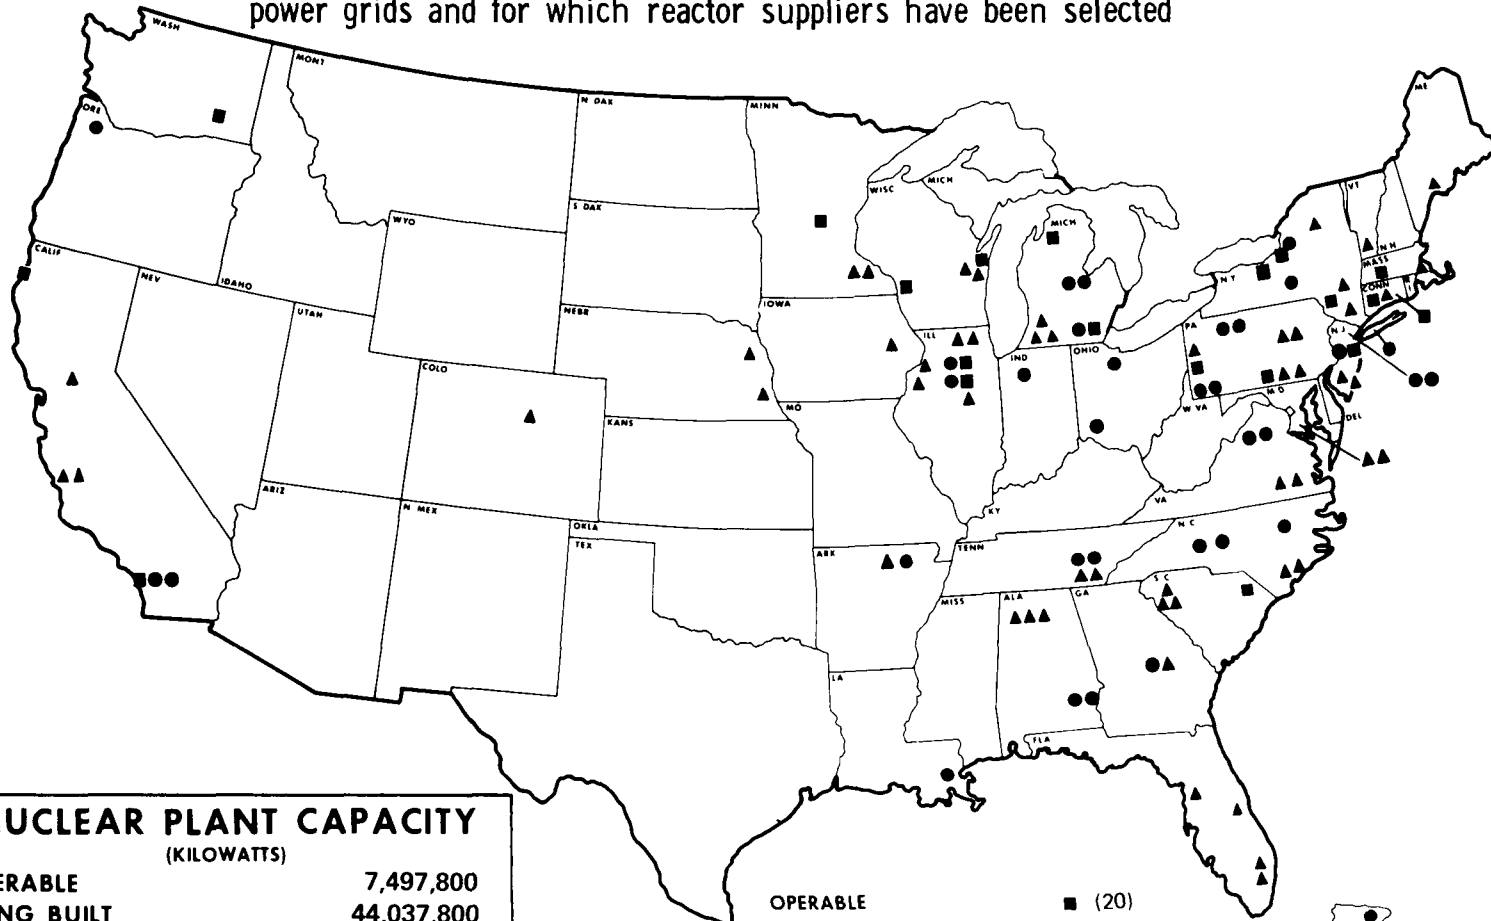 power grids and for which reactor suppliers have been selected
WASH
MONT
N DAK
MINN
ME
ORE
WISC
MICH
VT
S DAK
WYO
MICH
N H
CALIF
NEV
IDAHO
MASS
N Y
CONN
UTAH
NEBR
IOWA
PA
N J
ILL
IND
OHIO
COLO
MO
KANS
W VA
M D
DEL
ARIZ
N MEX
KY
VA
OKLA
N C
TEX
ARK
TENN
S C
MISS
ALA
GA
LA
FLA
UCLEAR PLANT CAPACITY
(KILOWATTS)
ERABLE 7,497,800
NG BUILT 44,037,800
OPERABLE ■ (20)